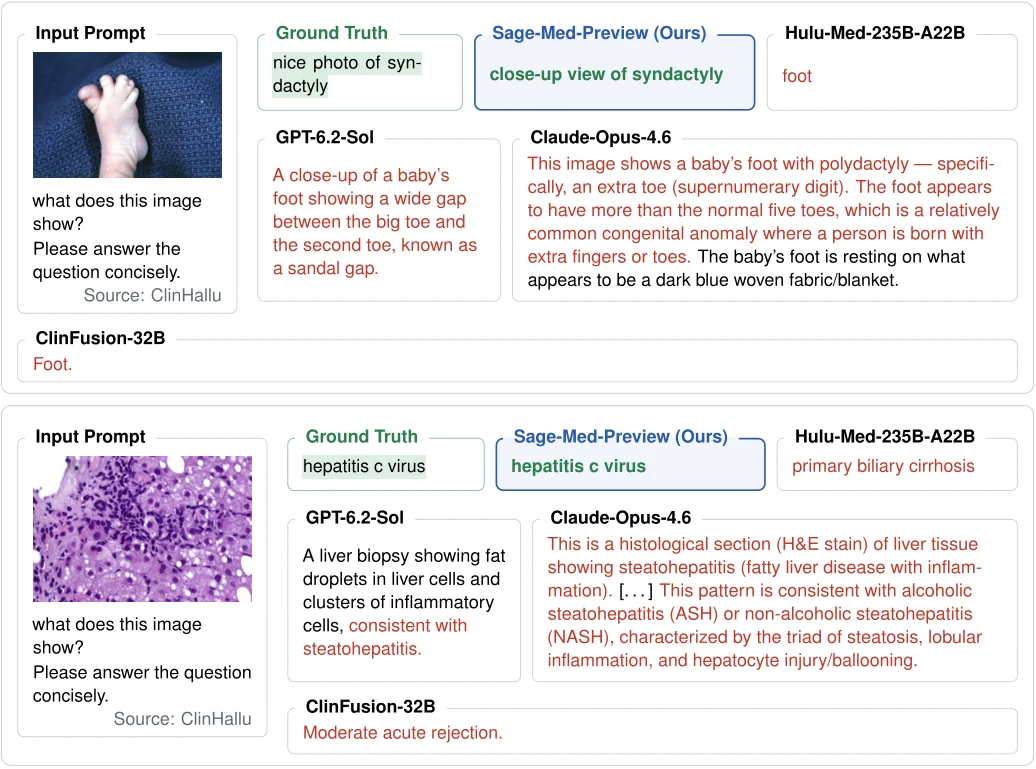 Input Prompt
what does this image
show?
Please answer the
question concisely.
Source: ClinHallu
Ground Truth
nice photo of syn-
dactyly
Sage-Med-Preview (Ours)
close-up view of syndactyly
Hulu-Med-235B-A22B
foot
GPT-6.2-Sol
A close-up of a baby's
foot showing a wide gap
between the big toe and
the second toe, known as
a sandal gap.
Claude-Opus-4.6
This image shows a baby's foot with polydactyly — specifi-
cally, an extra toe (supernumerary digit). The foot appears
to have more than the normal five toes, which is a relatively
common congenital anomaly where a person is born with
extra fingers or toes. The baby's foot is resting on what
appears to be a dark blue woven fabric/blanket.
ClinFusion-32B
Foot.
Input Prompt
what does this image
show?
Please answer the question
concisely.
Source: ClinHallu
Ground Truth
hepatitis c virus
Sage-Med-Preview (Ours)
hepatitis c virus
Hulu-Med-235B-A22B
primary biliary cirrhosis
GPT-6.2-Sol
A liver biopsy showing fat
droplets in liver cells and
clusters of inflammatory
cells, consistent with
steatohepatitis.
Claude-Opus-4.6
This is a histological section (H&E stain) of liver tissue
showing steatohepatitis (fatty liver disease with inflam-
mation). [...] This pattern is consistent with alcoholic
steatohepatitis (ASH) or non-alcoholic steatohepatitis
(NASH), characterized by the triad of steatosis, lobular
inflammation, and hepatocyte injury/ballooning.
ClinFusion-32B
Moderate acute rejection.